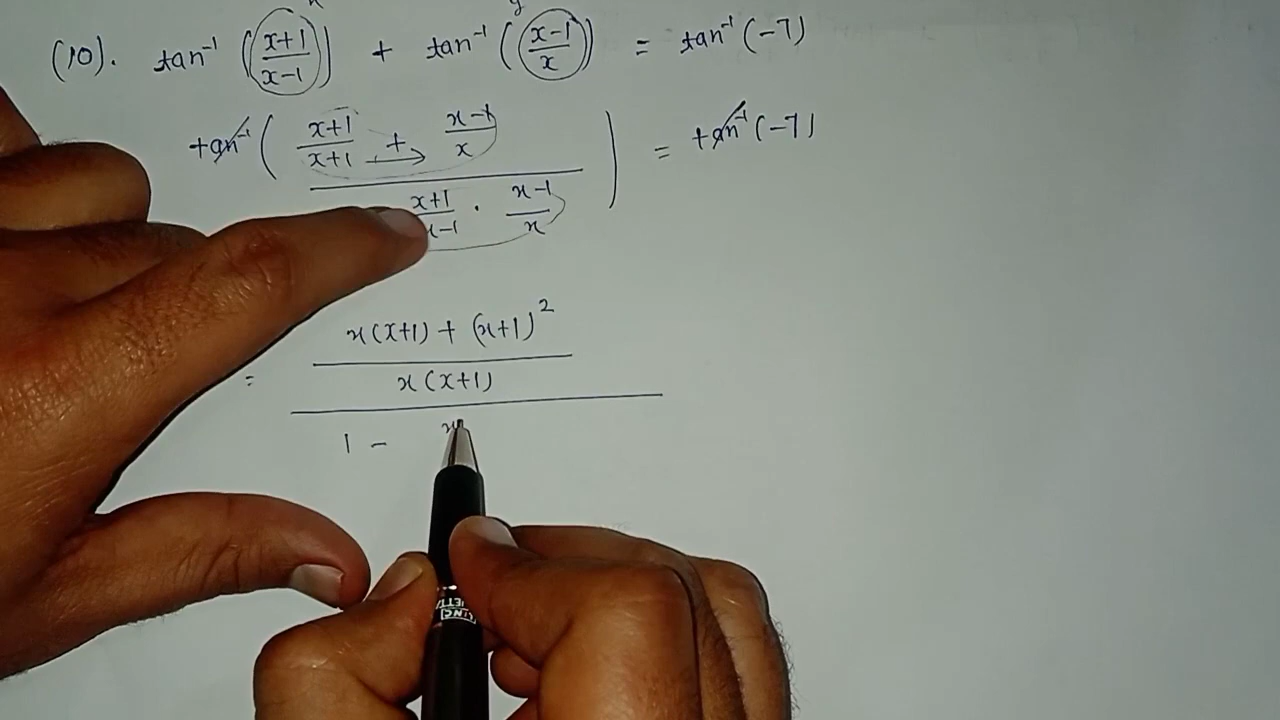 x y
(10). tan⁻¹ ((x+1)/(x-1)) + tan⁻¹ ((x-1)/x) = tan⁻¹ (-7)
tan⁻¹ ( (x+1)/(x+1) + (x-1)/x ) = tan⁻¹ (-7)
(x+1)/(x-1) · (x-1)/x
= x(x+1) + (x+1)²
x(x+1)
1 - x